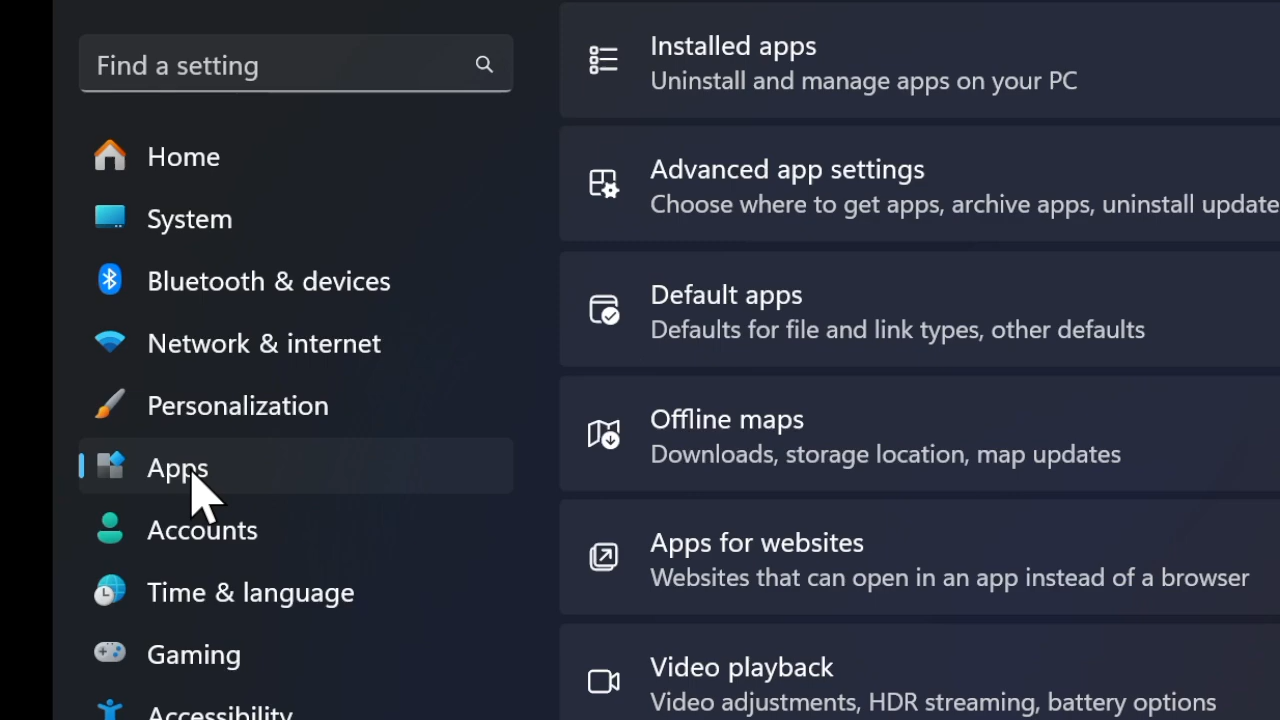 Find a setting
Home
System
Bluetooth & devices
Network & internet
Personalization
Apps
Accounts
Time & language
Gaming
Accessibility
Installed apps
Uninstall and manage apps on your PC
Advanced app settings
Choose where to get apps, archive apps, uninstall update
Default apps
Defaults for file and link types, other defaults
Offline maps
Downloads, storage location, map updates
Apps for websites
Websites that can open in an app instead of a browser
Video playback
Video adjustments, HDR streaming, battery options